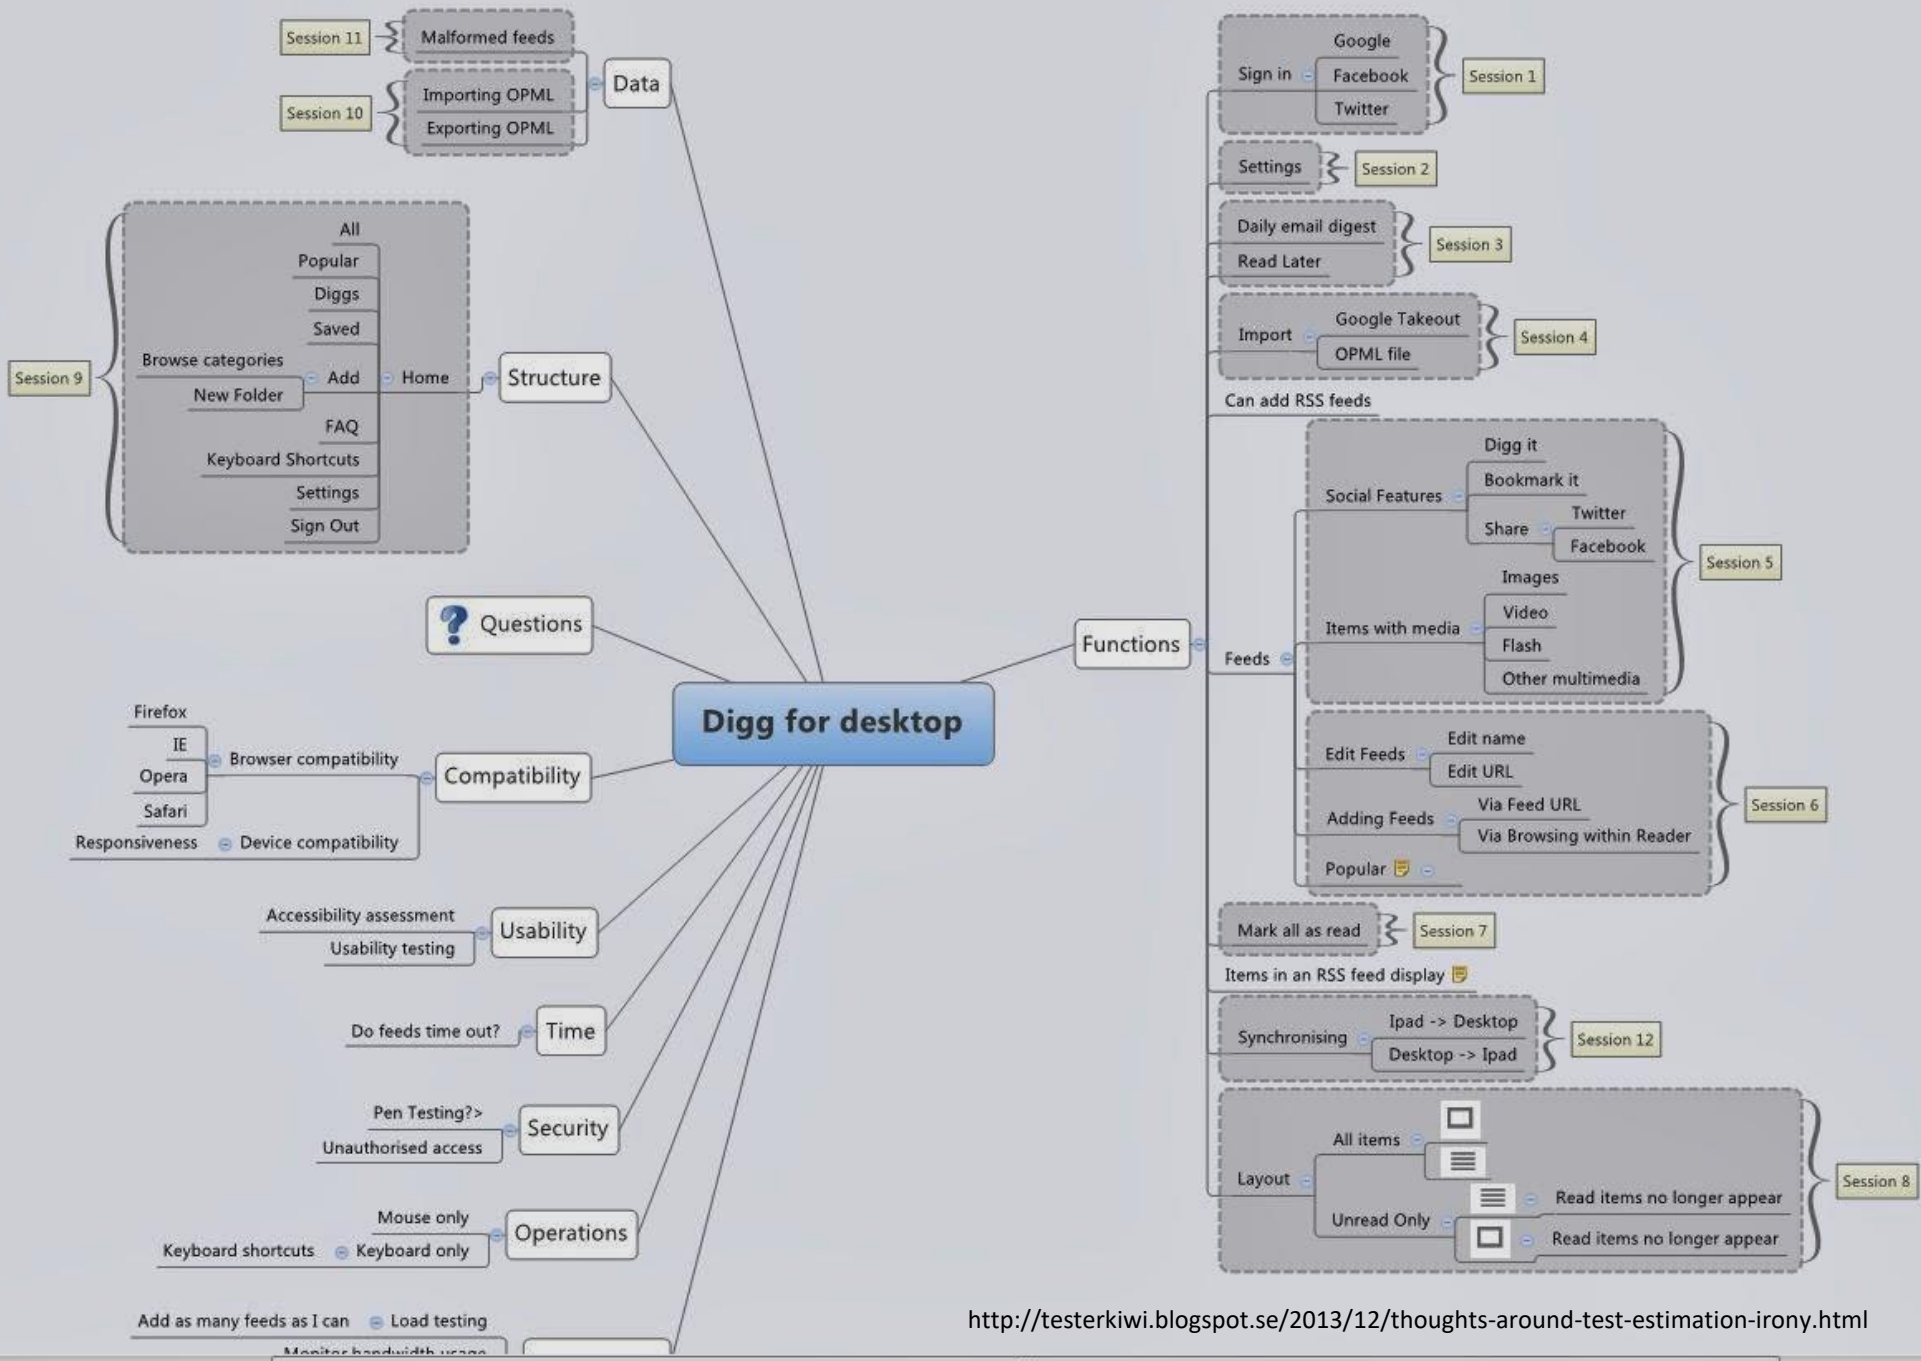 Session 11
Malformed feeds
Session 10
Importing OPML
Exporting OPML
Data
Session 9
All
Popular
Diggs
Saved
Browse categories
New Folder
Add
Home
FAQ
Keyboard Shortcuts
Settings
Sign Out
Structure
Questions
Digg for desktop
Firefox
IE
Opera
Safari
Browser compatibility
Responsiveness
Device compatibility
Compatibility
Accessibility assessment
Usability testing
Usability
Do feeds time out?
Time
Pen Testing?>
Unauthorised access
Security
Mouse only
Keyboard shortcuts
Keyboard only
Operations
Add as many feeds as I can
Load testing
Monitor bandwidth usage
Functions
Sign in
Google
Facebook
Twitter
Session 1
Settings
Session 2
Daily email digest
Read Later
Session 3
Import
Google Takeout
OPML file
Session 4
Can add RSS feeds
Feeds
Social Features
Digg it
Bookmark it
Share
Twitter
Facebook
Items with media
Images
Video
Flash
Other multimedia
Session 5
Edit Feeds
Edit name
Edit URL
Adding Feeds
Via Feed URL
Via Browsing within Reader
Popular
Session 6
Mark all as read
Session 7
Items in an RSS feed display
Synchronising
Ipad -> Desktop
Desktop -> Ipad
Session 12
Layout
All items
Unread Only
Read items no longer appear
Read items no longer appear
Session 8
http://testerkiwi.blogspot.se/2013/12/thoughts-around-test-estimation-irony.html